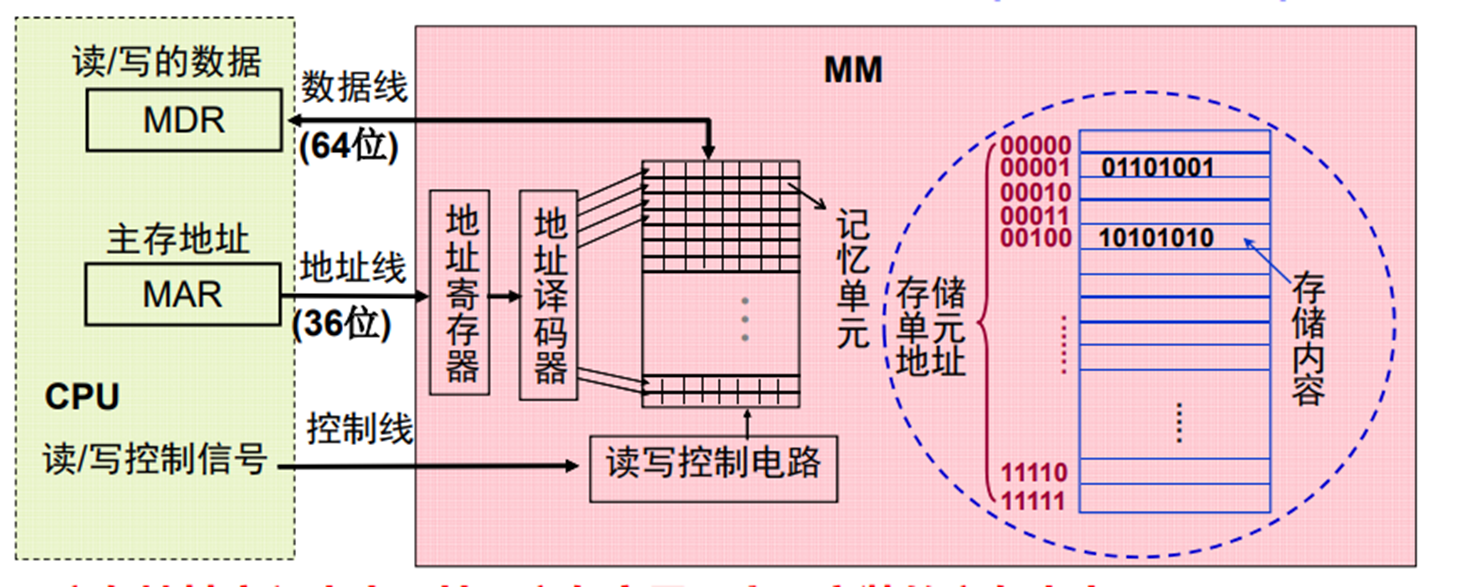 MM
读/写的数据
MDR
数据线
(64位)
主存地址
MAR
地址线
(36位)
CPU
读/写控制信号
控制线
地址寄存器
地址译码器
读写控制电路
记忆单元
存储
单元
地址
00000
00001 01101001
00010
00011
00100 10101010
……
11110
11111
存储内容